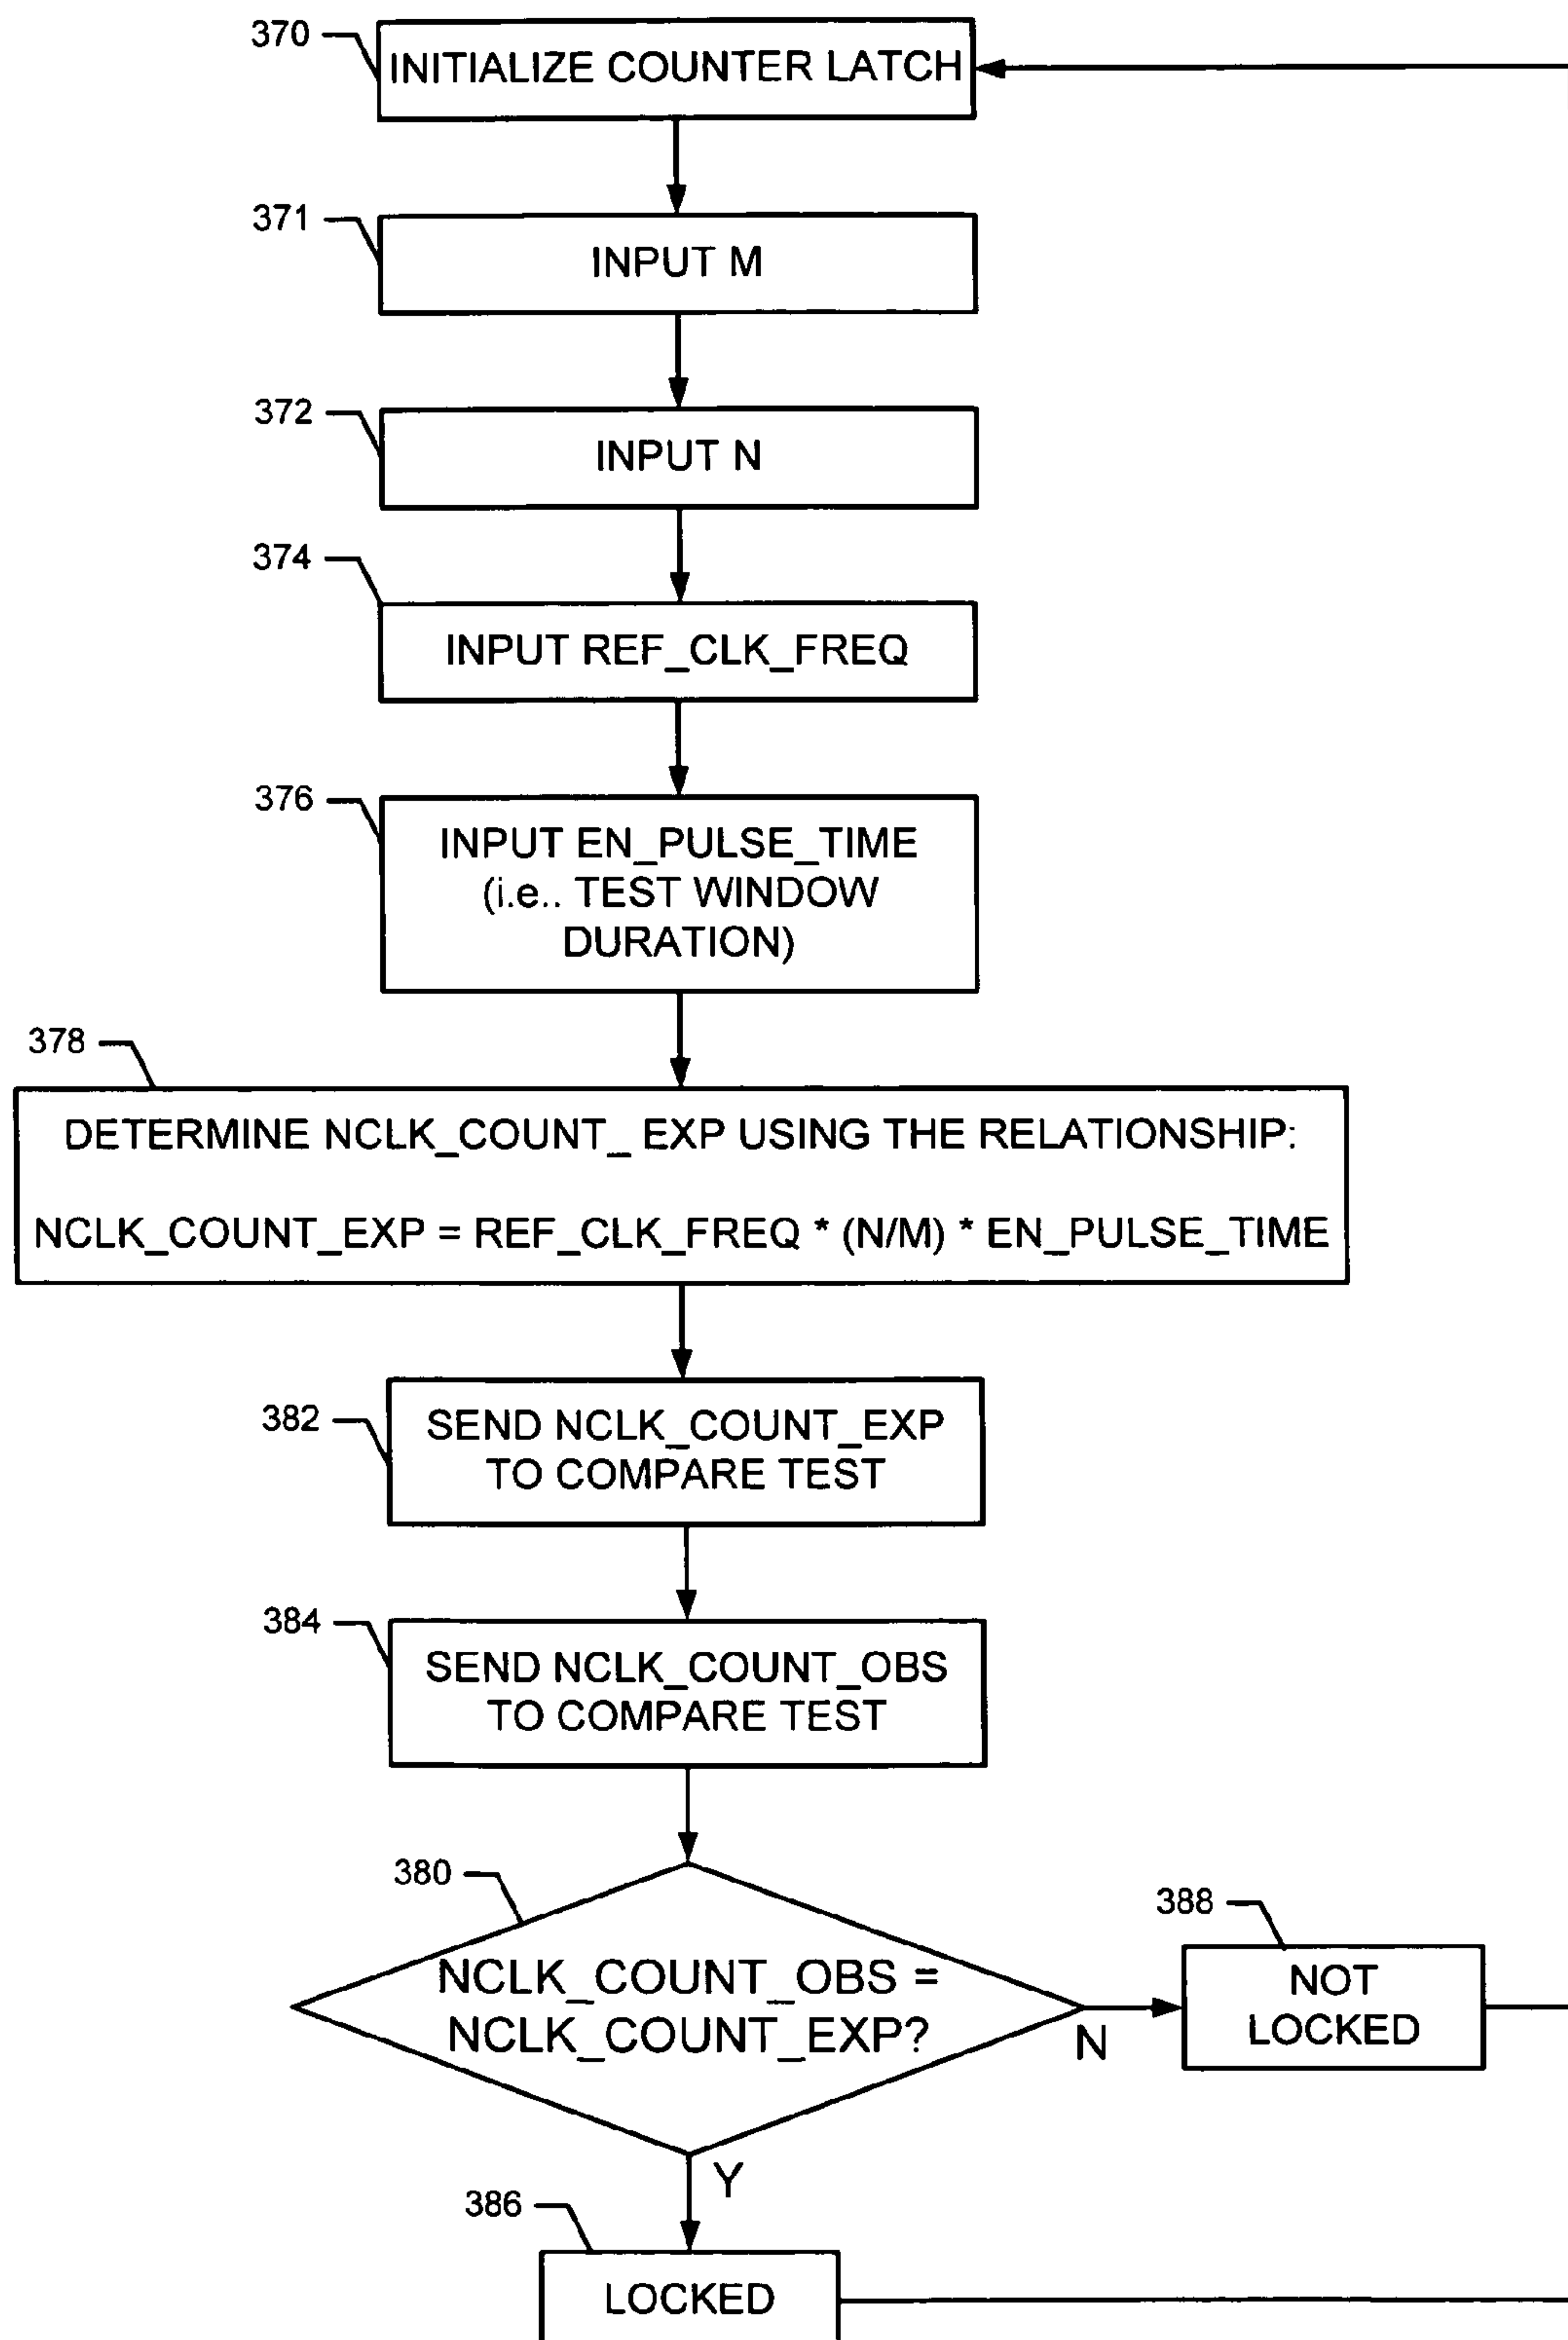 370
INITIALIZE COUNTER LATCH
371
INPUT M
372
INPUT N
374
INPUT REF_CLK_FREQ
376
INPUT EN_PULSE_TIME
(i.e.. TEST WINDOW
DURATION)
378
DETERMINE NCLK_COUNT_ EXP USING THE RELATIONSHIP:
NCLK_COUNT_EXP = REF_CLK_FREQ * (N/M) * EN_PULSE_TIME
382
SEND NCLK_COUNT_EXP
TO COMPARE TEST
384
SEND NCLK_COUNT_OBS
TO COMPARE TEST
380
NCLK_COUNT_OBS =
NCLK_COUNT_EXP?
N
388
NOT
LOCKED
Y
386
LOCKED